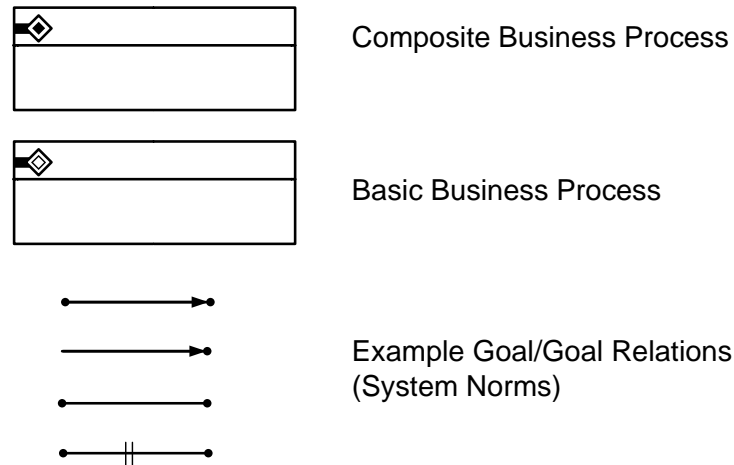 Composite Business Process
Basic Business Process
Example Goal/Goal Relations
(System Norms)